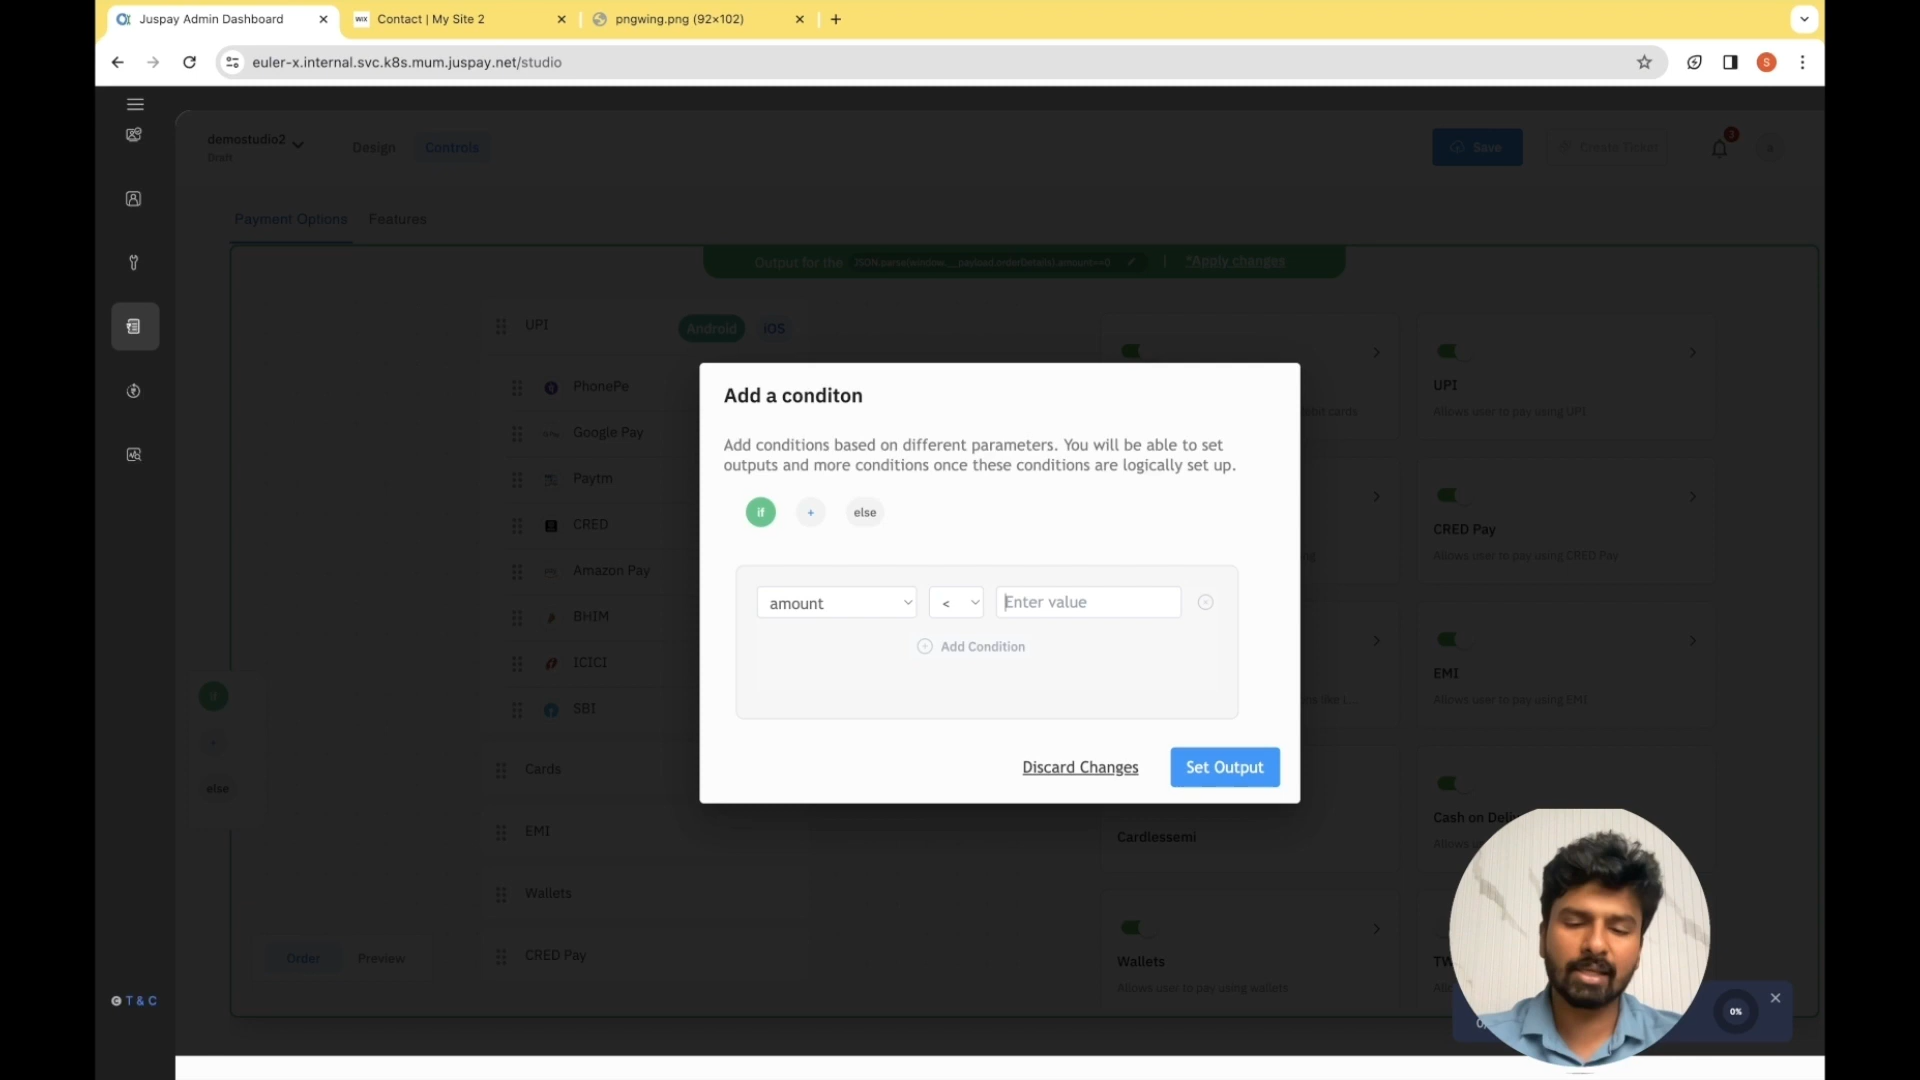 Juspay Admin Dashboard
WIX Contact | My Site 2
pngwing.png (92×102)
euler-x.internal.svc.k8s.mum.juspay.net/studio
S
demostudio2
Draft
Design
Controls
Save
Create Ticket
3
a
Payment Options
Features
Output for the JSON.parse(window.__payload.orderDetails).amount==0 | *Apply changes
UPI
Android
iOS
PhonePe
Google Pay
Paytm
CRED
Amazon Pay
BHIM
ICICI
SBI
Cards
EMI
Wallets
CRED Pay
if
+
else
Order
Preview
© T & C
Add a conditon
Add conditions based on different parameters. You will be able to set
outputs and more conditions once these conditions are logically set up.
if
+
else
amount
<
Enter value
Add Condition
Discard Changes
Set Output
debit cards
UPI
Allows user to pay using UPI
CRED Pay
Allows user to pay using CRED Pay
EMI
Allows user to pay using EMI
Cardlessemi
Cash on Deli
Wallets
Allows user to pay using wallets
TW
0%